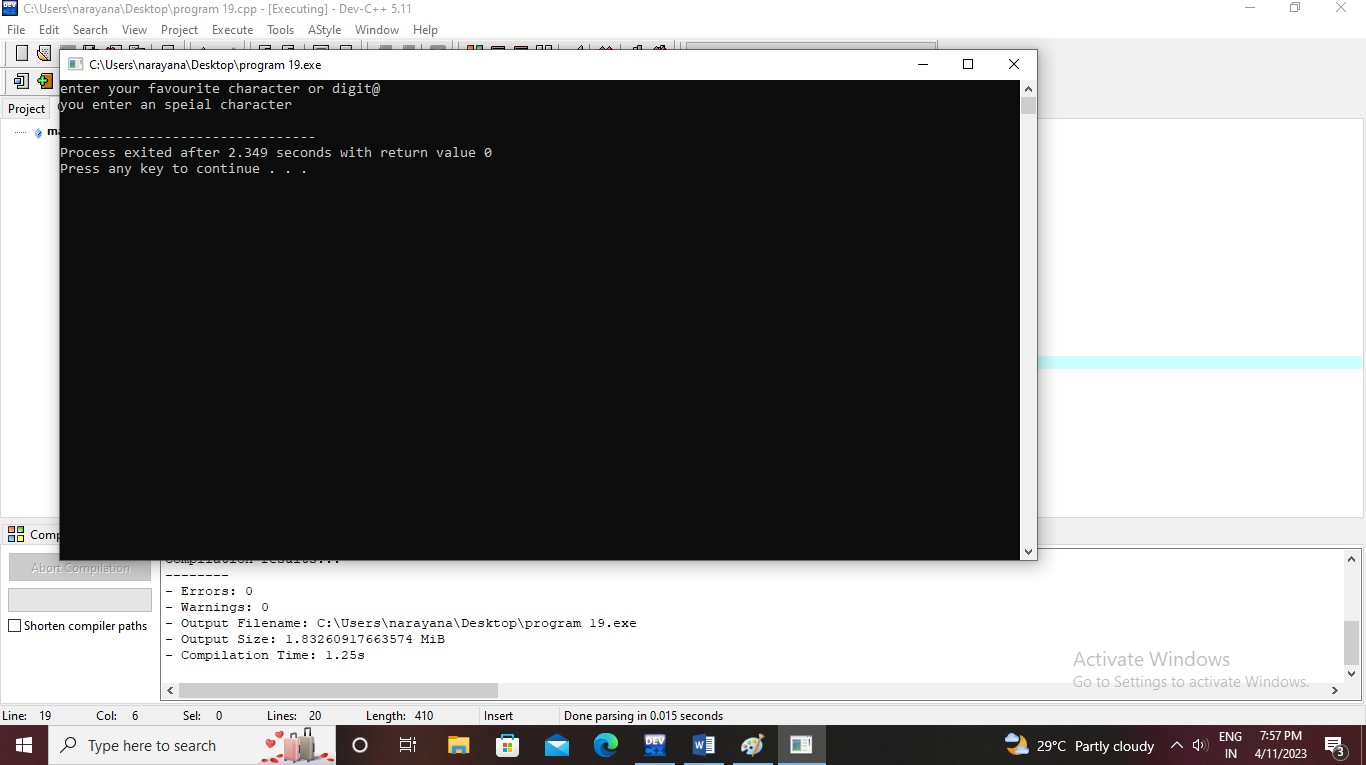 C:\Users\narayana\Desktop\program 19.cpp - [Executing] - Dev-C++ 5.11
File Edit Search View Project Execute Tools AStyle Window Help
C:\Users\narayana\Desktop\program 19.exe
enter your favourite character or digit@
you enter an speial character
--------------------------------
Process exited after 2.349 seconds with return value 0
Press any key to continue . . .
Project
Abort Compilation
Shorten compiler paths
--------
- Errors: 0
- Warnings: 0
- Output Filename: C:\Users\narayana\Desktop\program 19.exe
- Output Size: 1.83260917663574 MiB
- Compilation Time: 1.25s
Activate Windows
Go to Settings to activate Windows.
Line: 19 Col: 6 Sel: 0 Lines: 20 Length: 410 Insert Done parsing in 0.015 seconds
Type here to search
DEV
29°C Partly cloudy
ENG
IN
7:57 PM
4/11/2023
3